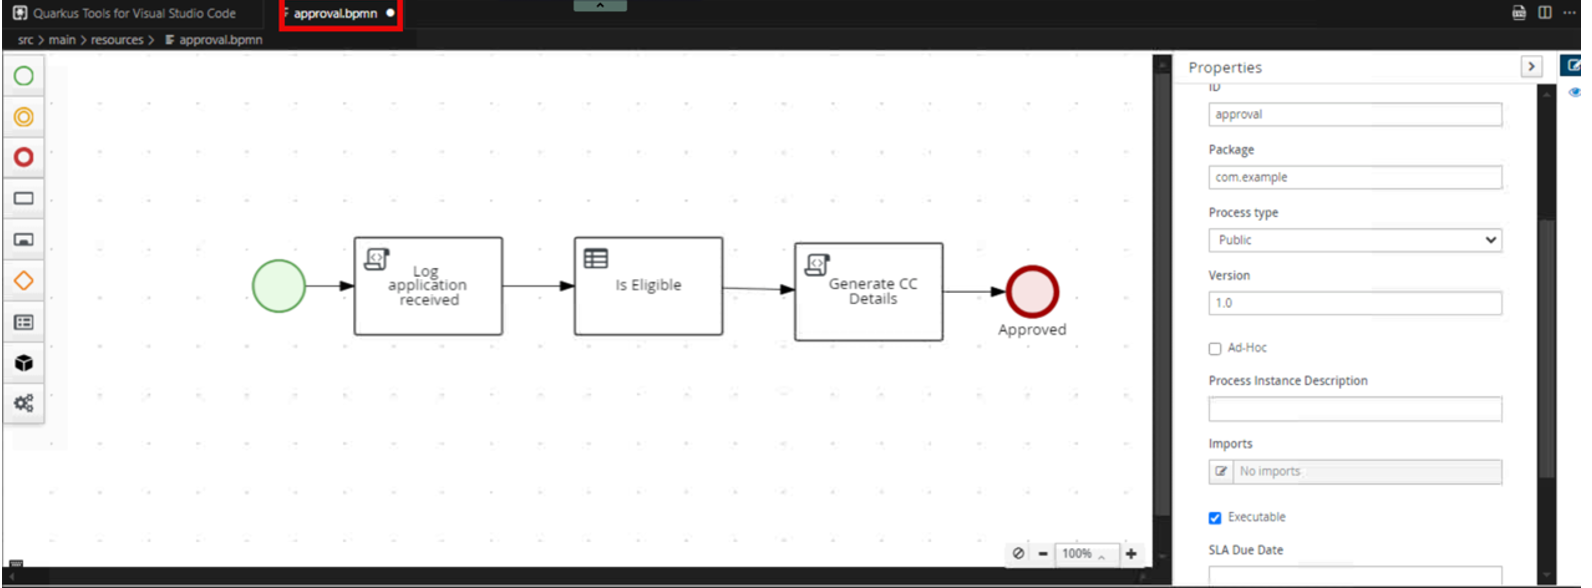 Quarkus Tools for Visual Studio Code
approval.bpmn
src > main > resources > approval.bpmn
Properties
ID
approval
Package
com.example
Process type
Public
Version
1.0
Ad-Hoc
Process Instance Description
Imports
No imports
Executable
SLA Due Date
Log
application
received
Is Eligible
Generate CC
Details
Approved
100%